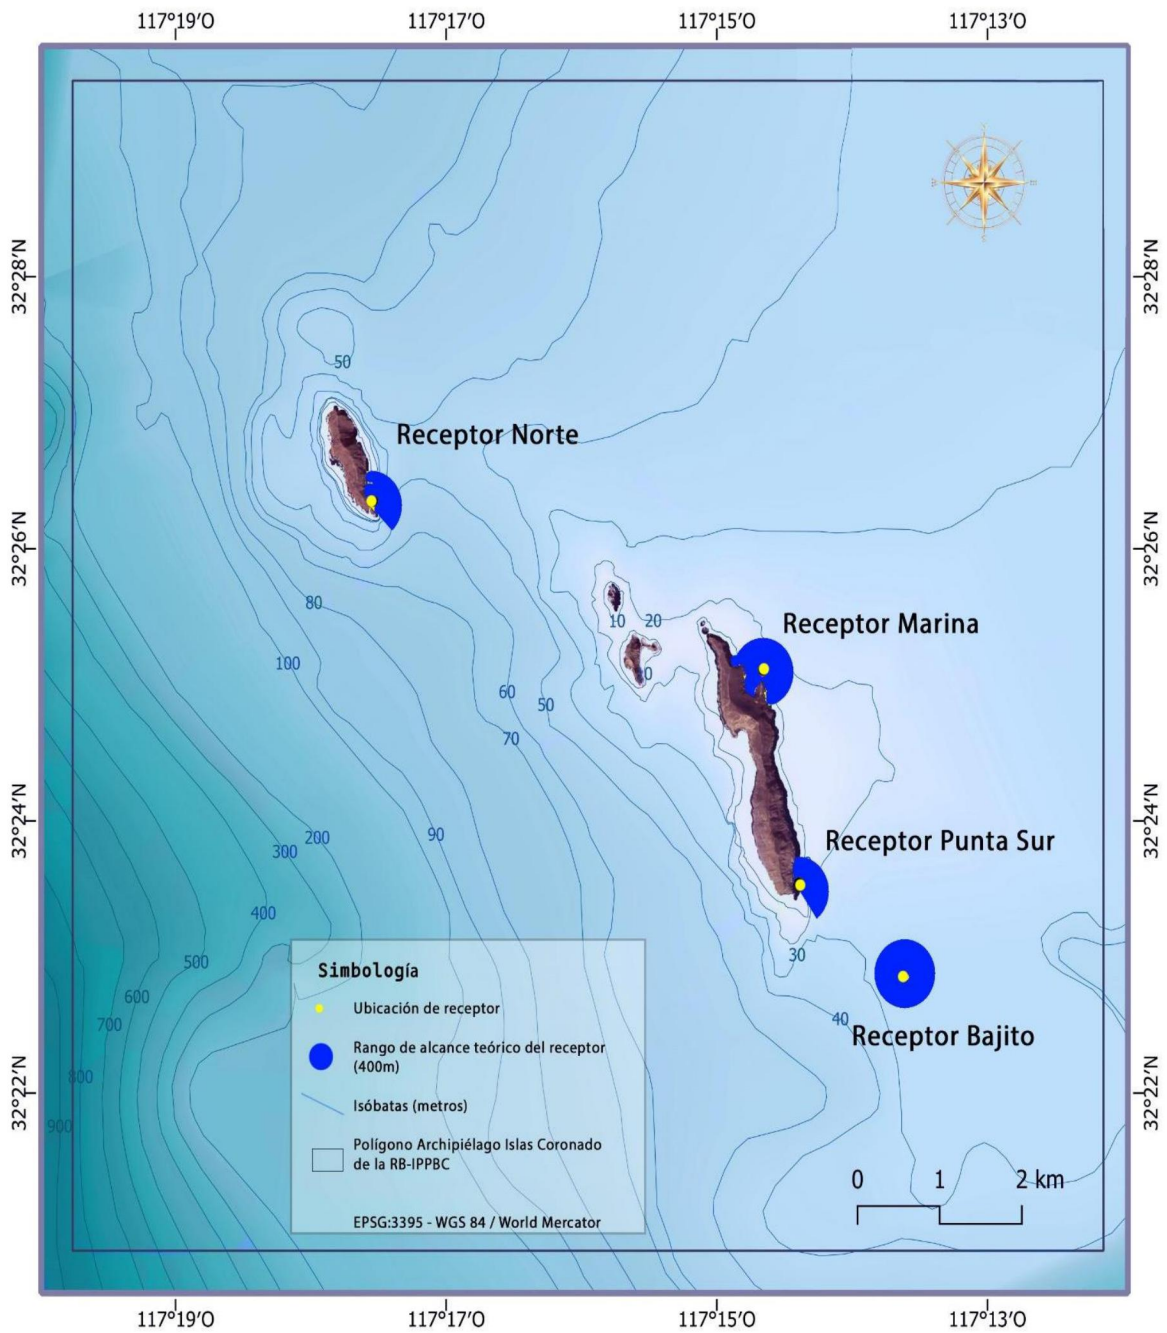 117°19'O 117°17'O 117°15'O 117°13'O
32°28'N 32°28'N
50
Receptor Norte
32°26'N 32°26'N
80
10 20
Receptor Marina
100
0
60
50
70
32°24'N 32°24'N
200
90
300
Receptor Punta Sur
400
30
500
600
700
40
Receptor Bajito
800
900
32°22'N 32°22'N
Simbología
Ubicación de receptor
Rango de alcance teórico del receptor
(400m)
Isóbatas (metros)
Polígono Archipiélago Islas Coronado
de la RB-IPPBC
EPSG:3395 - WGS 84 / World Mercator
0 1 2 km
117°19'O 117°17'O 117°15'O 117°13'O